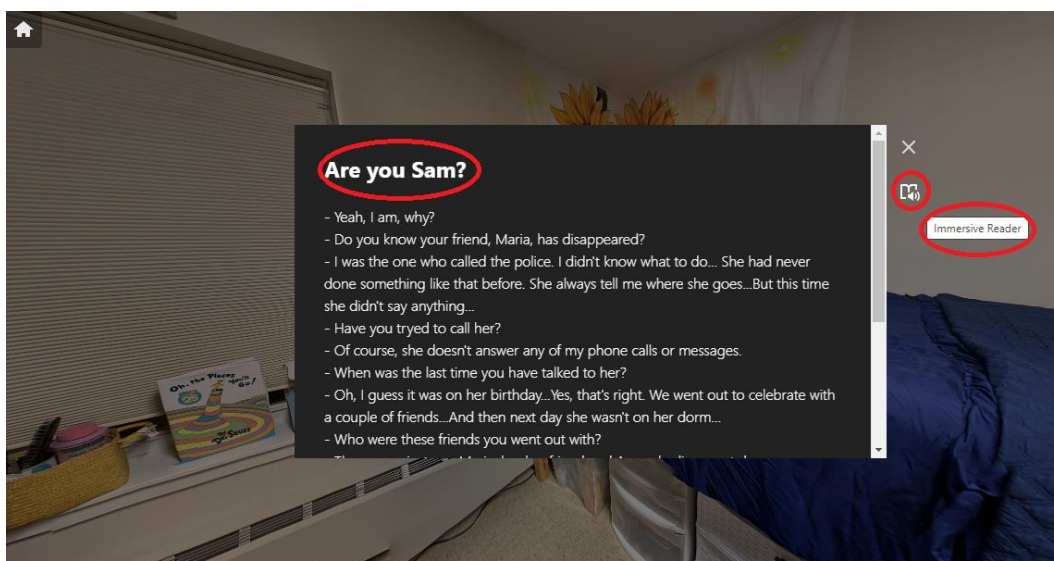 Are you Sam?
- Yeah, I am, why?
- Do you know your friend, Maria, has disappeared?
- I was the one who called the police. I didn't know what to do... She had never
done something like that before. She always tell me where she goes...But this time
she didn't say anything...
- Have you tryed to call her?
- Of course, she doesn't answer any of my phone calls or messages.
- When was the last time you have talked to her?
- Oh, I guess it was on her birthday...Yes, that's right. We went out to celebrate with
a couple of friends...And then next day she wasn't on her dorm...
- Who were these friends you went out with?
Immersive Reader
Oh, the Places You'll Go!
Dr. Seuss